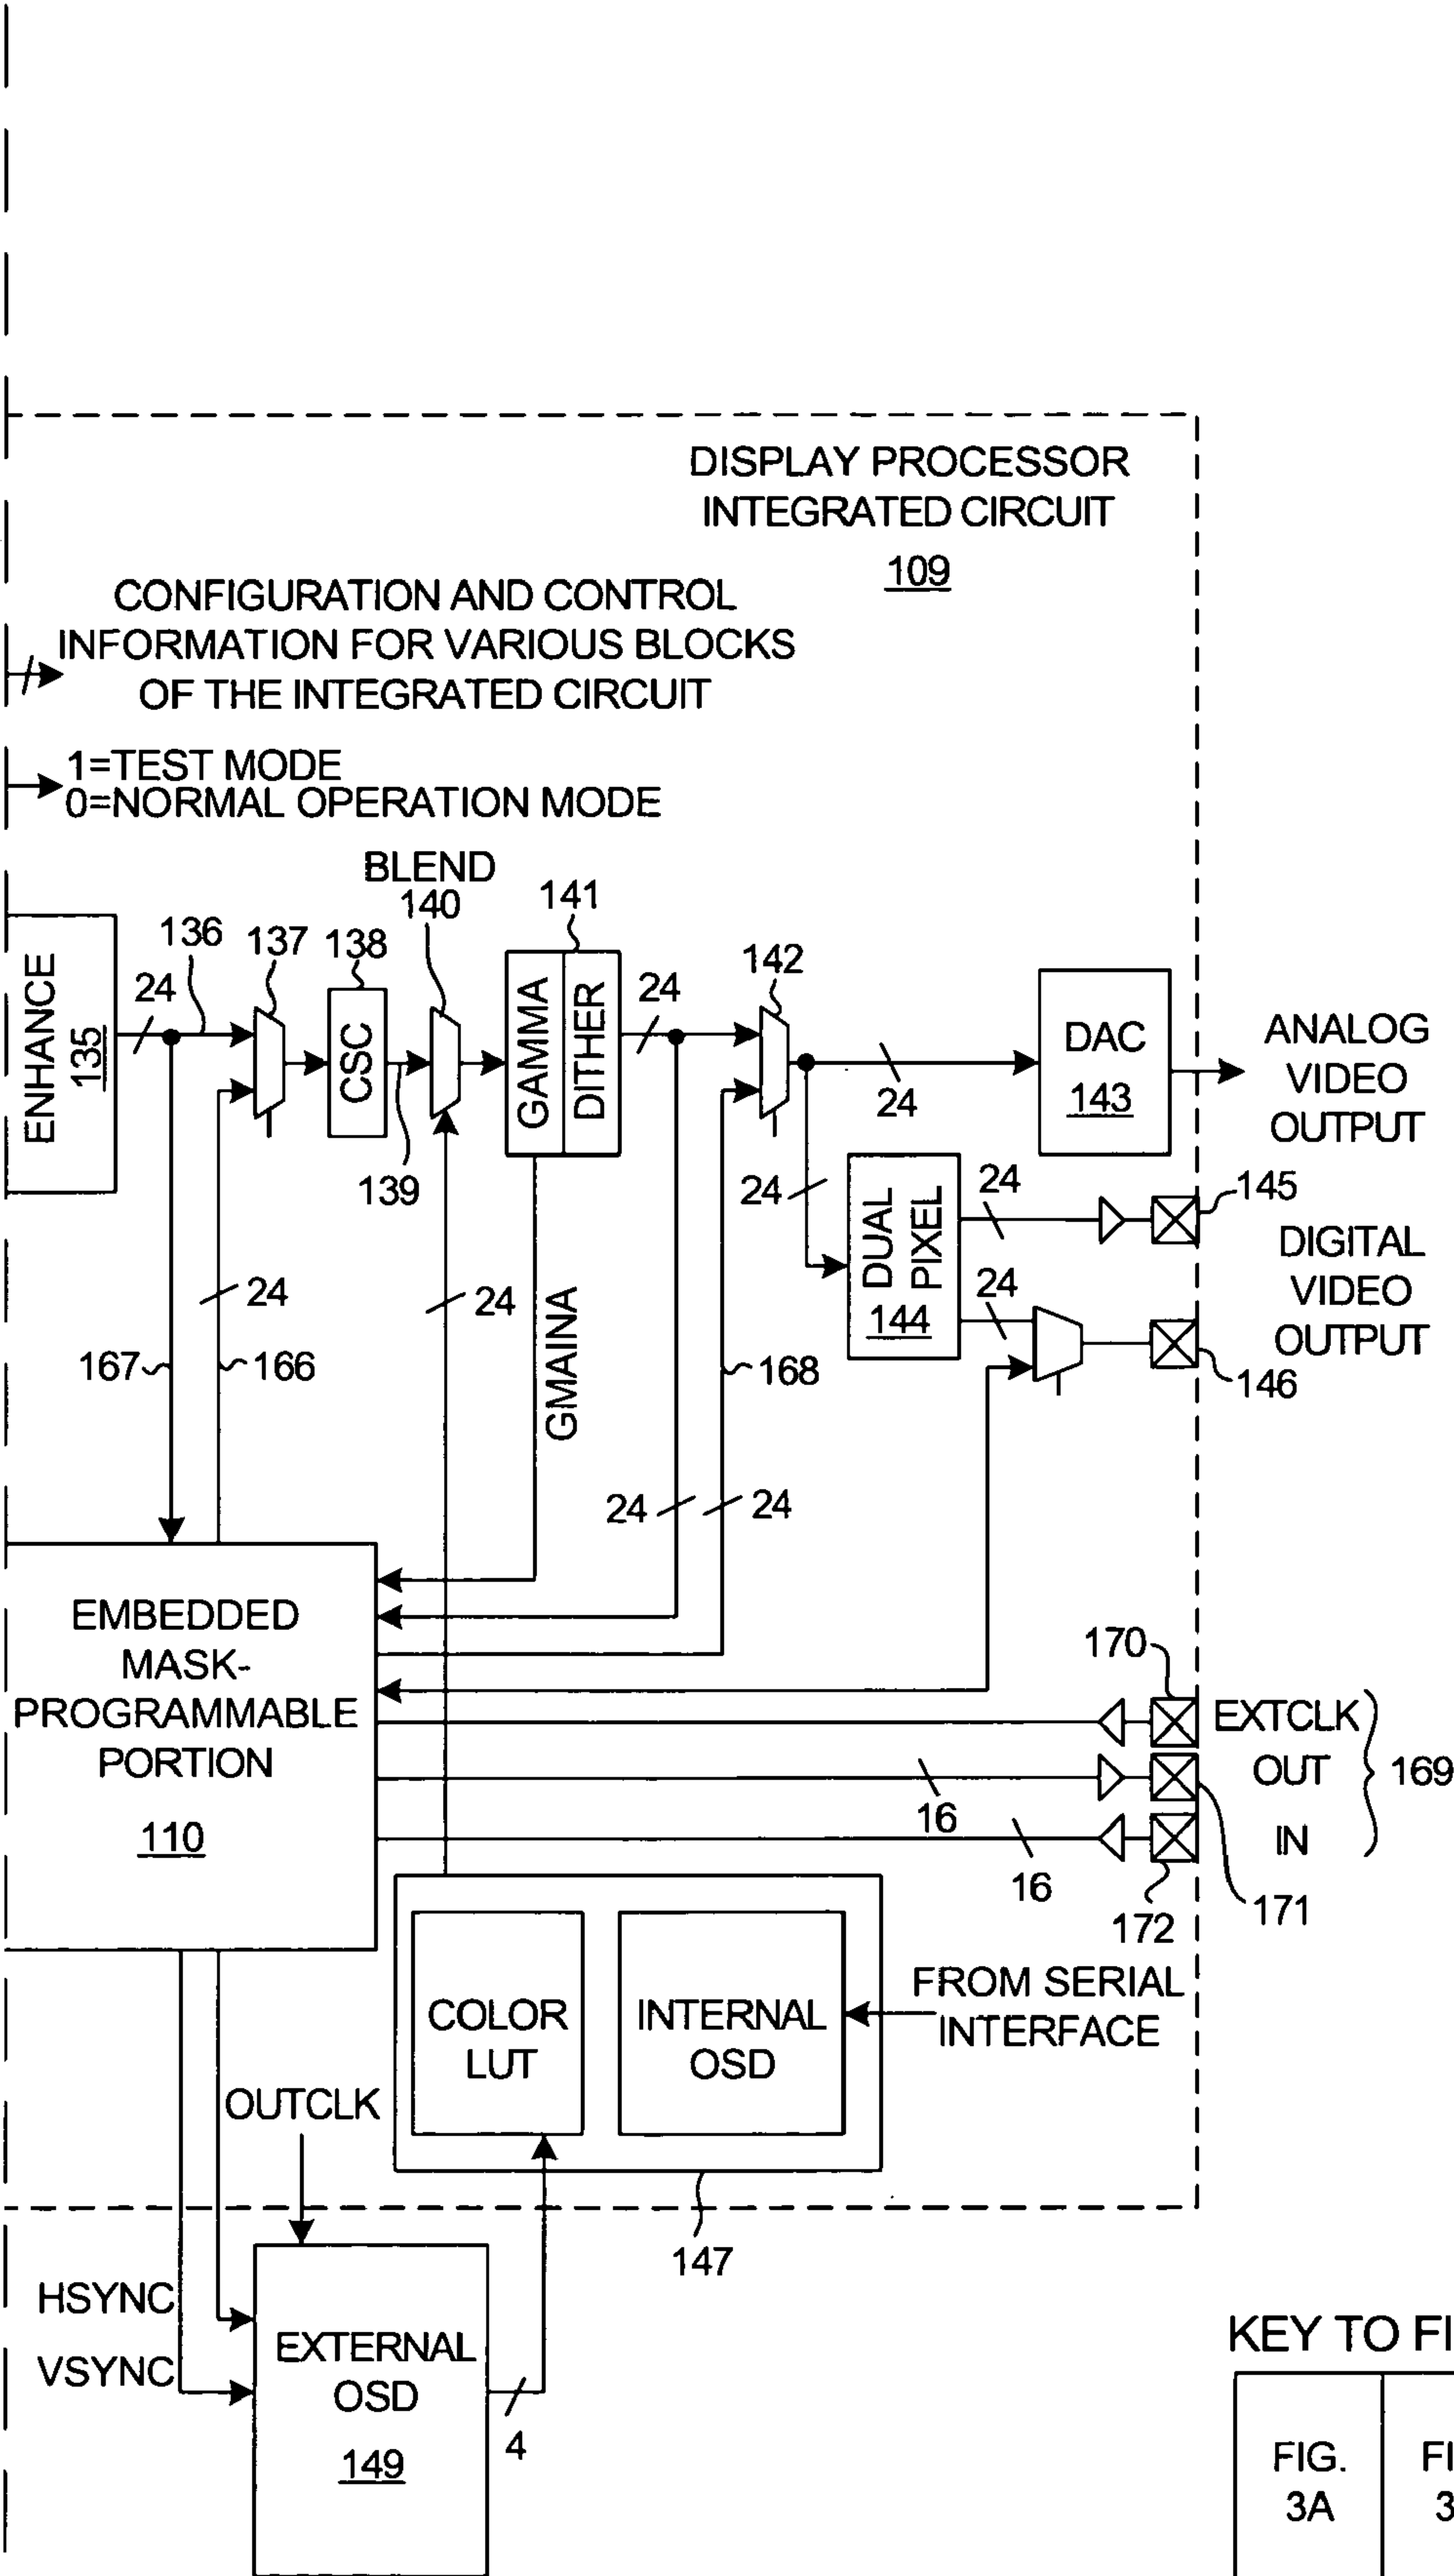 DISPLAY PROCESSOR
INTEGRATED CIRCUIT
109
CONFIGURATION AND CONTROL
INFORMATION FOR VARIOUS BLOCKS
OF THE INTEGRATED CIRCUIT
1=TEST MODE
0=NORMAL OPERATION MODE
BLEND
140
141
136
137
138
142
24
24
ENHANCE
135
CSC
GAMMA
DITHER
DAC
143
ANALOG
VIDEO
OUTPUT
24
139
24
DUAL
PIXEL
144
24
24
145
DIGITAL
VIDEO
OUTPUT
146
24
24
GMAINA
167
166
168
24
24
EMBEDDED
MASK-
PROGRAMMABLE
PORTION
110
170
EXTCLK
OUT
IN
169
16
16
171
172
COLOR
LUT
INTERNAL
OSD
FROM SERIAL
INTERFACE
OUTCLK
147
HSYNC
VSYNC
EXTERNAL
OSD
149
4
KEY TO FI
FIG.
3A
FI
3